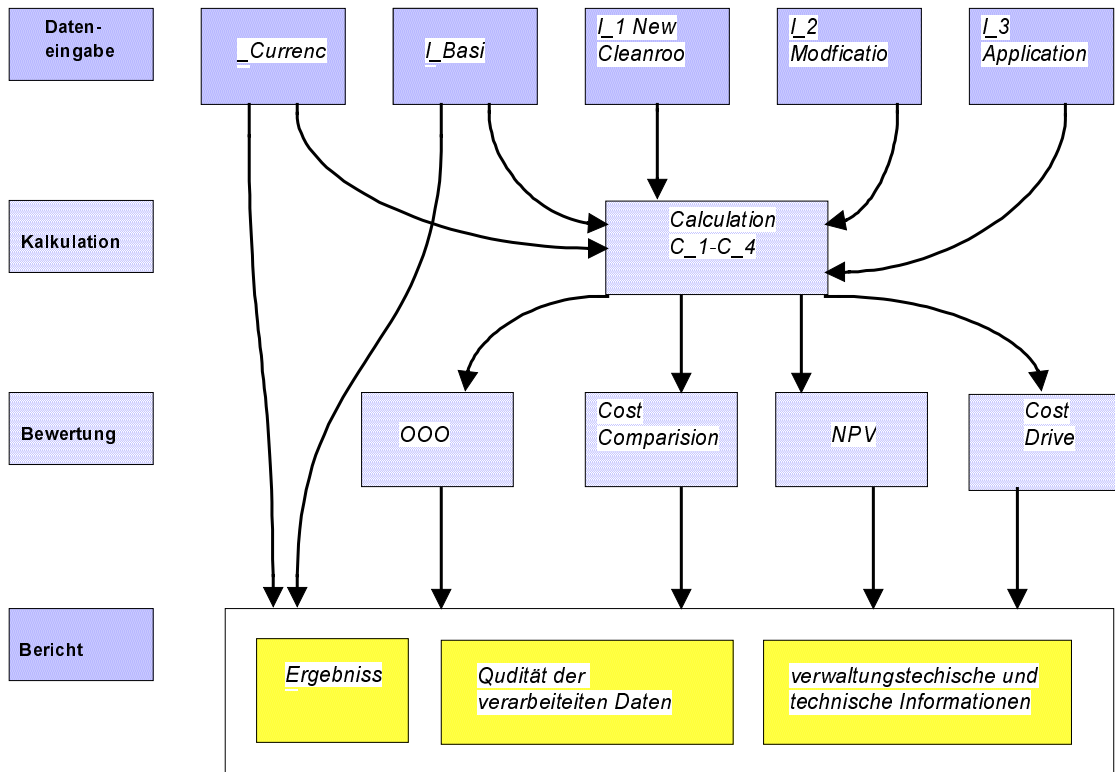 Daten-
eingabe
_Currenc
I_Basi
I_1 New
Cleanroo
I_2
Modficatio
I_3
Application
Kalkulation
Calculation
C_1-C_4
Bewertung
OOO
Cost
Comparision
NPV
Cost
Drive
Bericht
Ergebniss
Qudität der
verarbeiteiten Daten
verwaltungstechische und
technische Informationen